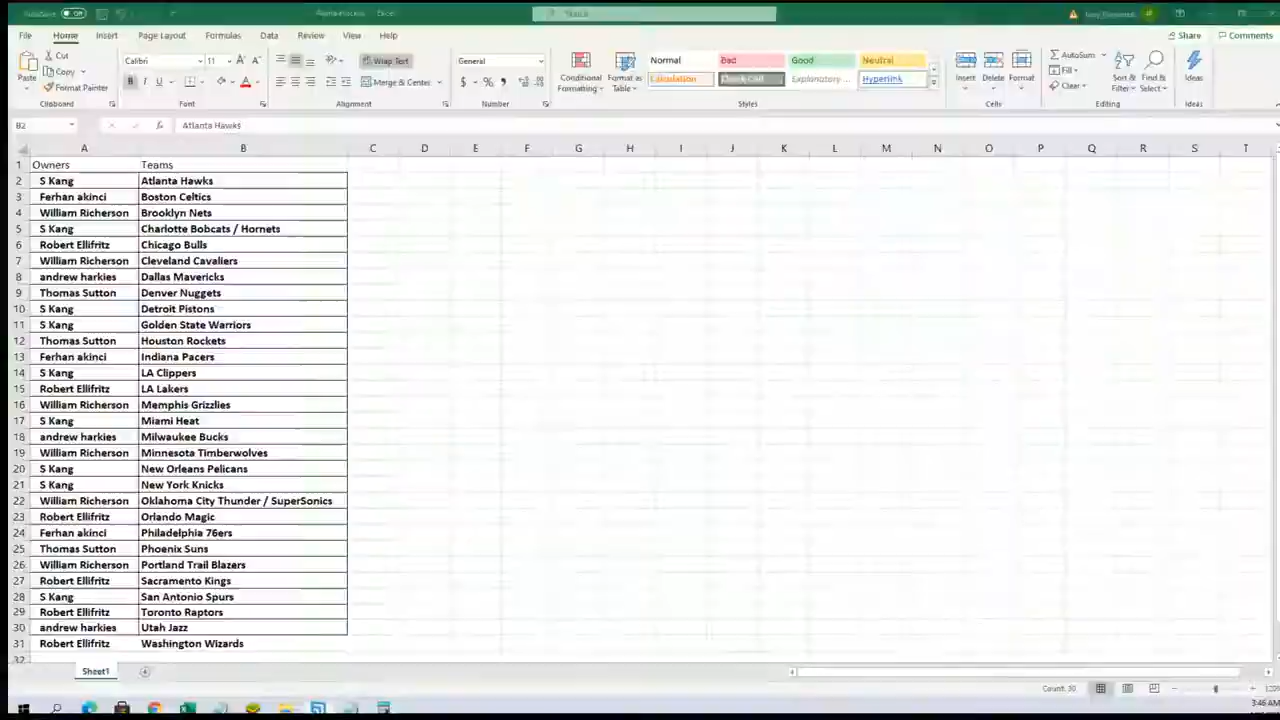 Off
Excel
File Home Insert Page Layout Formulas Data Review View Help Share Comments
Paste Cut Copy Format Painter Clipboard
Calibri 11 B I U Font
Wrap Text Merge & Center Alignment
General $ % Number
Conditional Formatting Format as Table
Normal Bad Good Neutral
Calculation Check Cell Explanatory ... Hyperlink
Styles
Insert Delete Format Cells
AutoSum Fill Clear Sort & Filter Find & Select Editing
Ideas Ideas
B2 fx Atlanta Hawks
A B C D E F G H I J K L M N O P Q R S T
1 Owners Teams
2 S Kang Atlanta Hawks
3 Ferhan akinci Boston Celtics
4 William Richerson Brooklyn Nets
5 S Kang Charlotte Bobcats / Hornets
6 Robert Ellifritz Chicago Bulls
7 William Richerson Cleveland Cavaliers
8 andrew harkies Dallas Mavericks
9 Thomas Sutton Denver Nuggets
10 S Kang Detroit Pistons
11 S Kang Golden State Warriors
12 Thomas Sutton Houston Rockets
13 Ferhan akinci Indiana Pacers
14 S Kang LA Clippers
15 Robert Ellifritz LA Lakers
16 William Richerson Memphis Grizzlies
17 S Kang Miami Heat
18 andrew harkies Milwaukee Bucks
19 William Richerson Minnesota Timberwolves
20 S Kang New Orleans Pelicans
21 S Kang New York Knicks
22 William Richerson Oklahoma City Thunder / SuperSonics
23 Robert Ellifritz Orlando Magic
24 Ferhan akinci Philadelphia 76ers
25 Thomas Sutton Phoenix Suns
26 William Richerson Portland Trail Blazers
27 Robert Ellifritz Sacramento Kings
28 S Kang San Antonio Spurs
29 Robert Ellifritz Toronto Raptors
30 andrew harkies Utah Jazz
31 Robert Ellifritz Washington Wizards
32
Sheet1
Count: 30
3:46 AM